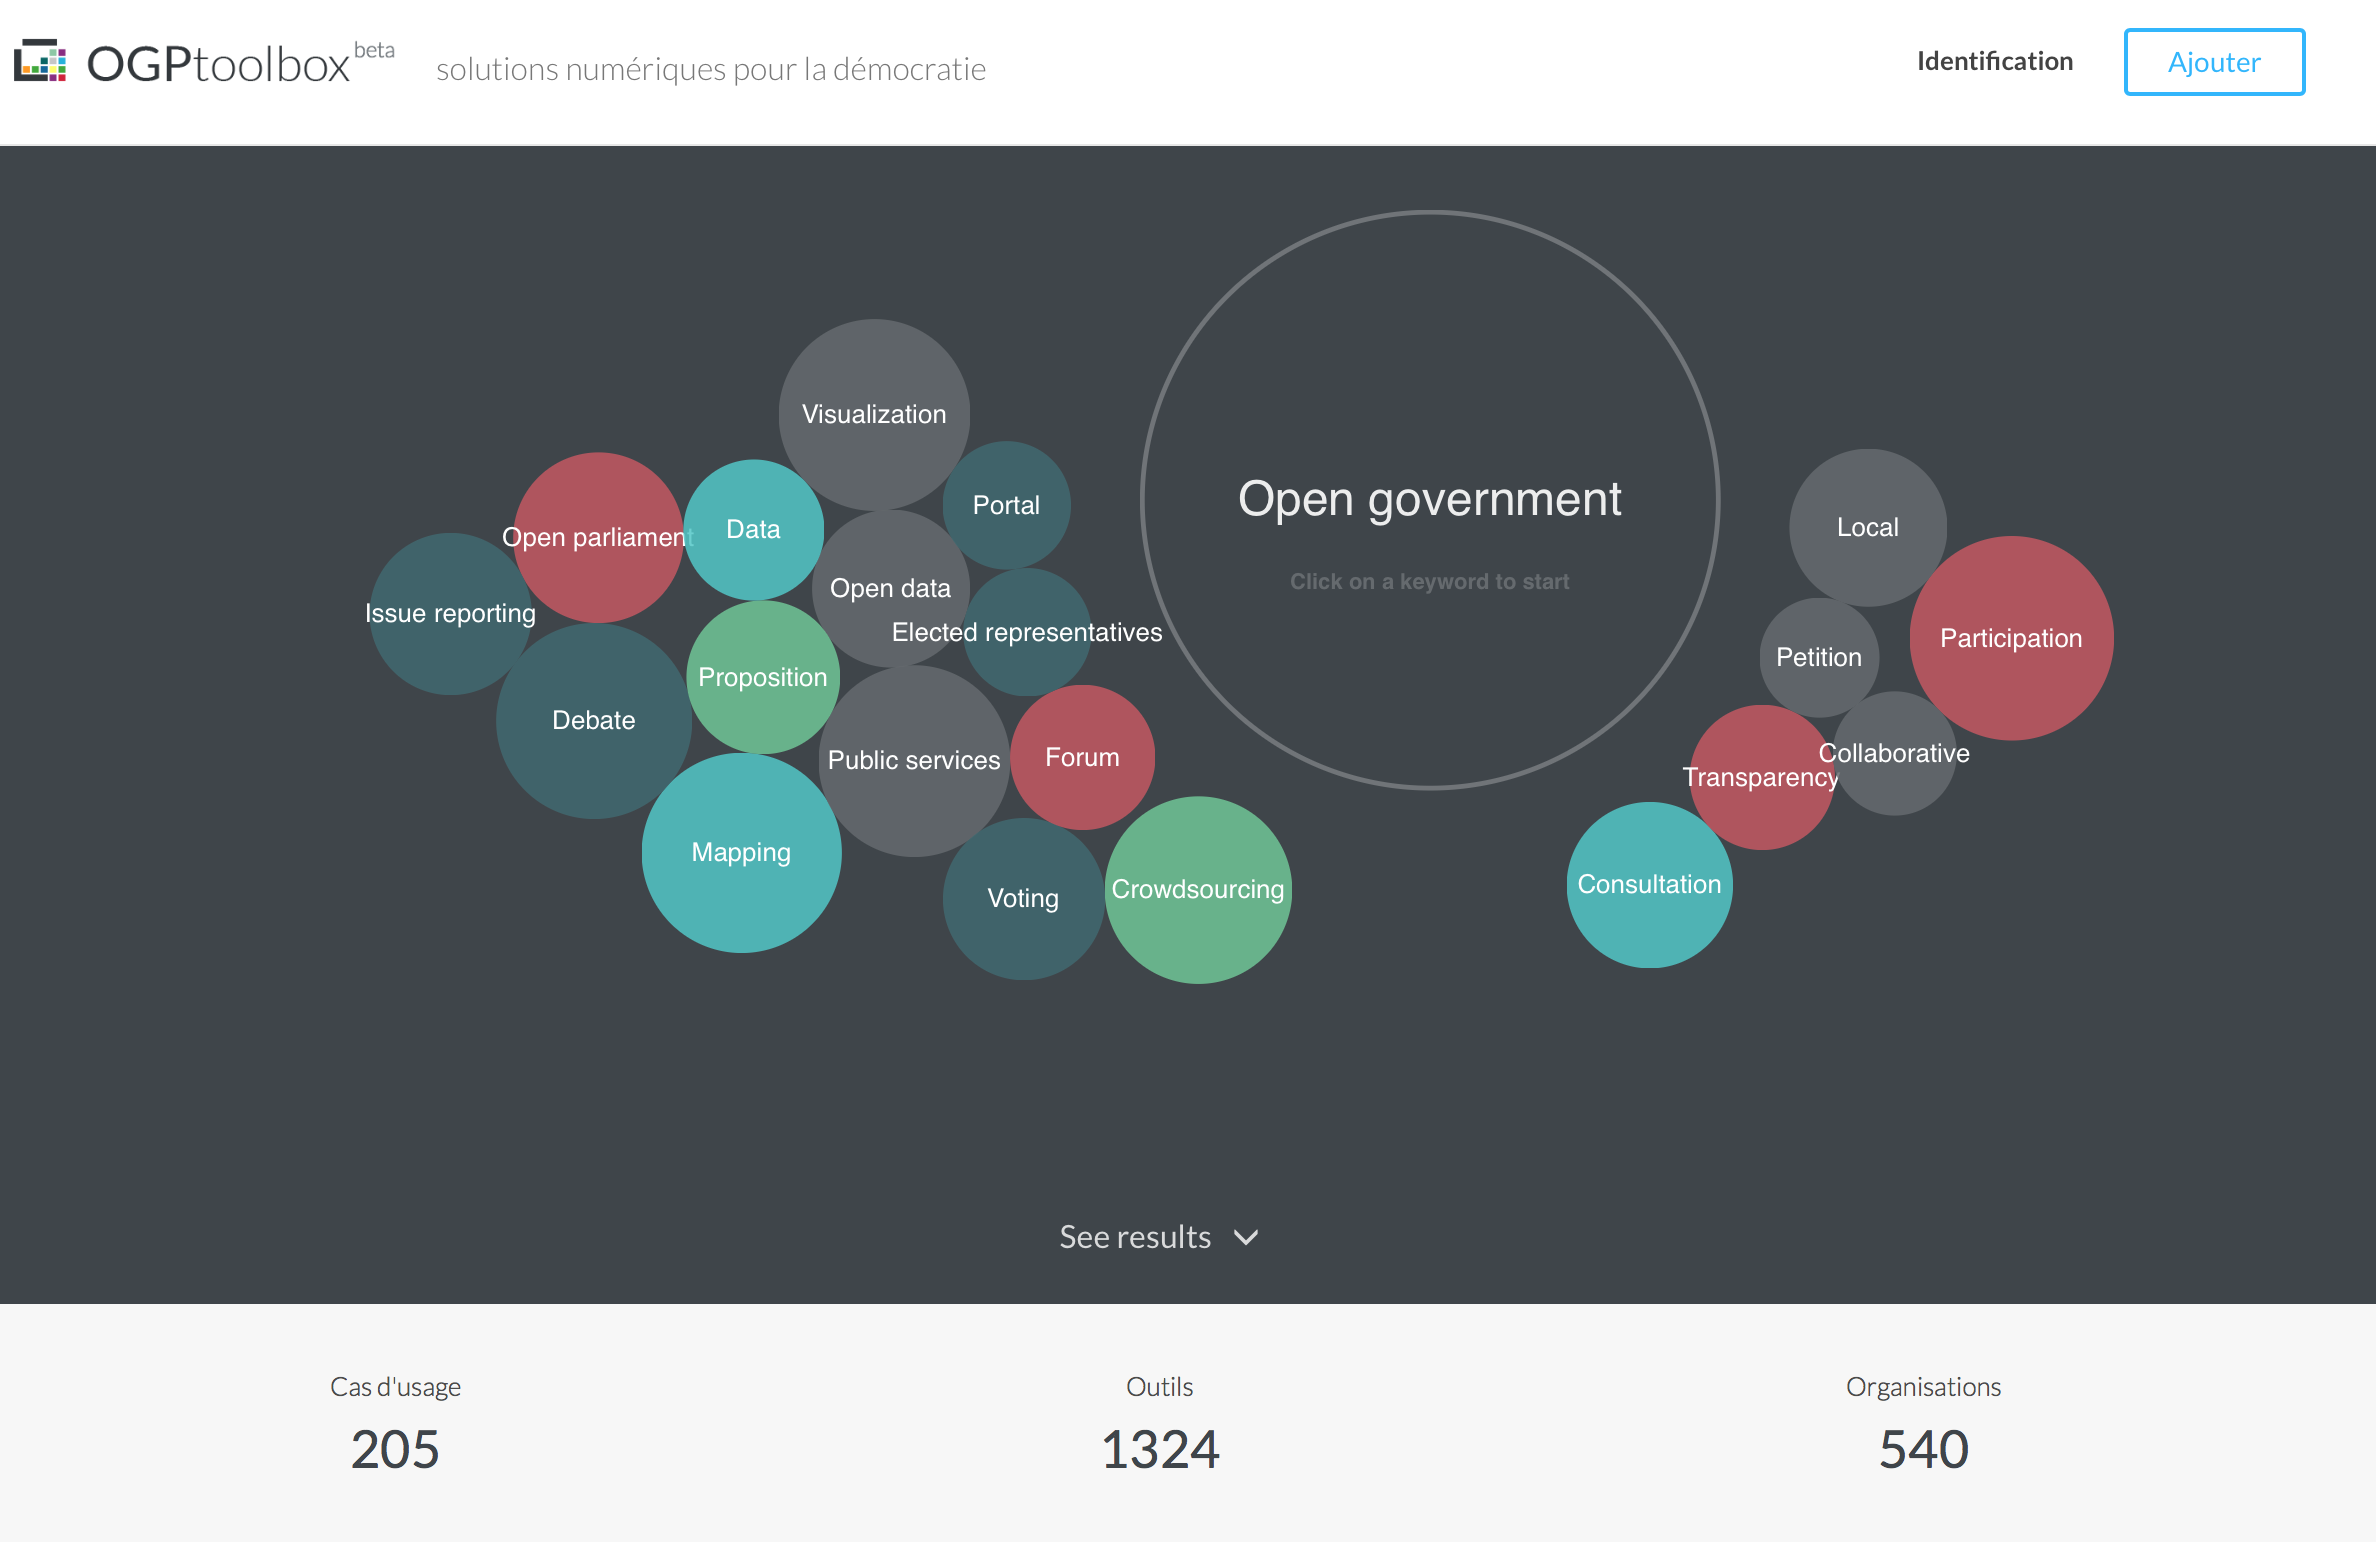 OGPtoolbox beta
solutions numériques pour la démocratie
Identification
Ajouter
Visualization
Portal
Open parliament
Data
Open data
Issue reporting
Elected representatives
Proposition
Debate
Public services
Forum
Mapping
Voting
Crowdsourcing
Open government
Click on a keyword to start
Local
Participation
Petition
Collaborative
Transparency
Consultation
See results
Cas d'usage
205
Outils
1324
Organisations
540